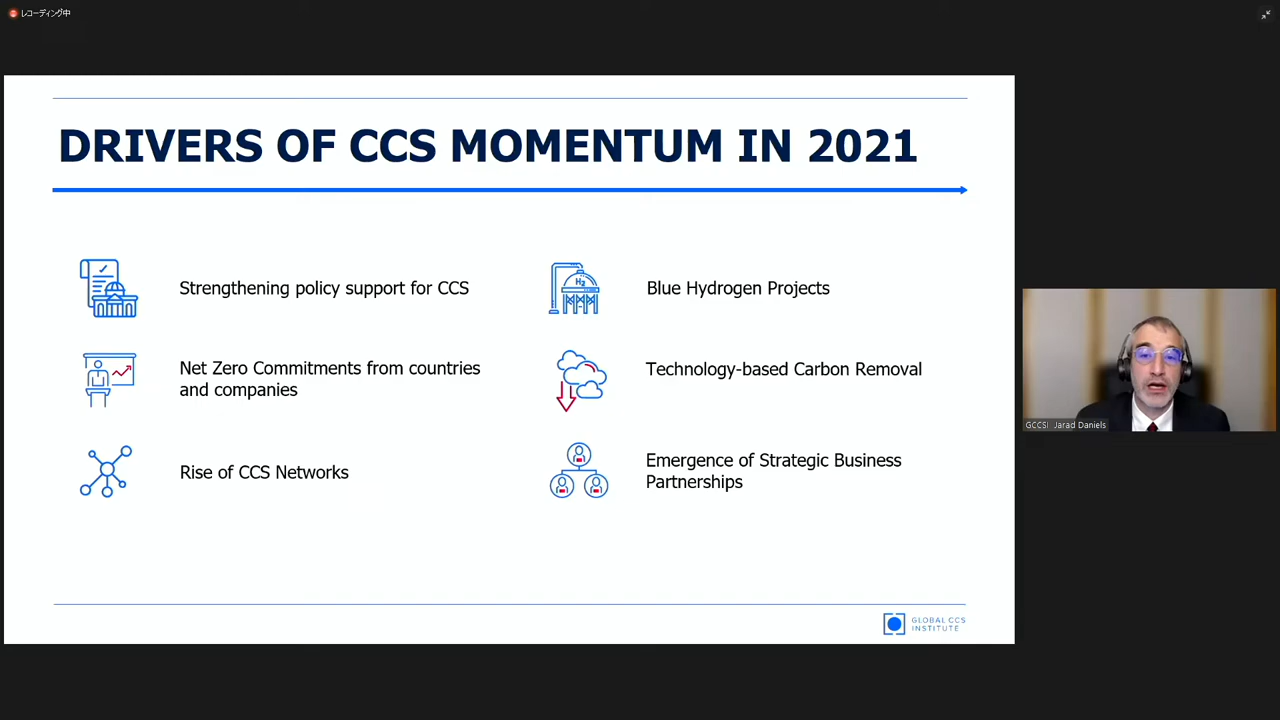 レコーディング中
DRIVERS OF CCS MOMENTUM IN 2021
Strengthening policy support for CCS
Net Zero Commitments from countries
and companies
Rise of CCS Networks
H2
Blue Hydrogen Projects
Technology-based Carbon Removal
Emergence of Strategic Business
Partnerships
GLOBAL CCS
INSTITUTE
GCCSI Jarad Daniels